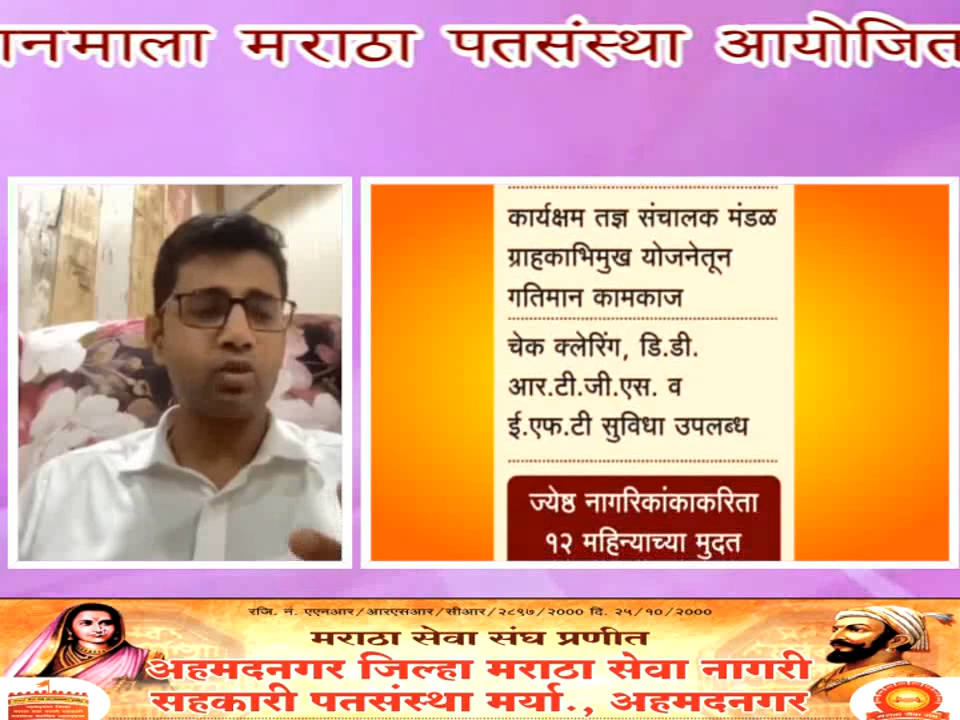 ानमाला मराठा पतसंस्था आयोजित
कार्यक्षम तज्ञ संचालक मंडळ
ग्राहकाभिमुख योजनेतून
गतिमान कामकाज
चेक क्लेरिंग, डि.डी.
आर.टी.जी.एस. व
ई.एफ.टी सुविधा उपलब्ध
ज्येष्ठ नागरिकांकाकरिता
१२ महिन्याच्या मुदत
रजि. नं. एएनआर/आरएसआर/सीआर/२८९७/२००० दि. २५/१०/२०००
मराठा सेवा संघ प्रणीत
अहमदनगर जिल्हा मराठा सेवा नागरी
सहकारी पतसंस्था मर्या., अहमदनगर